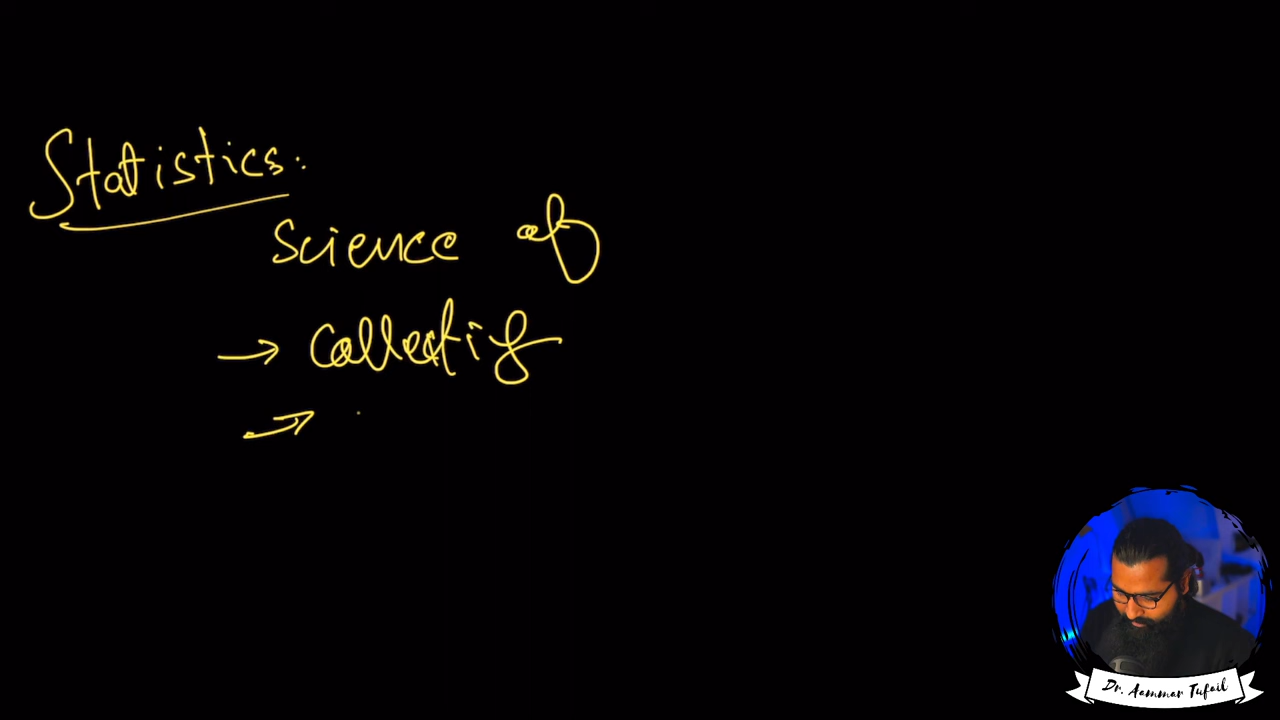 Statistics:
Science of
→ Collecting
→
Dr. Aammar Tufail